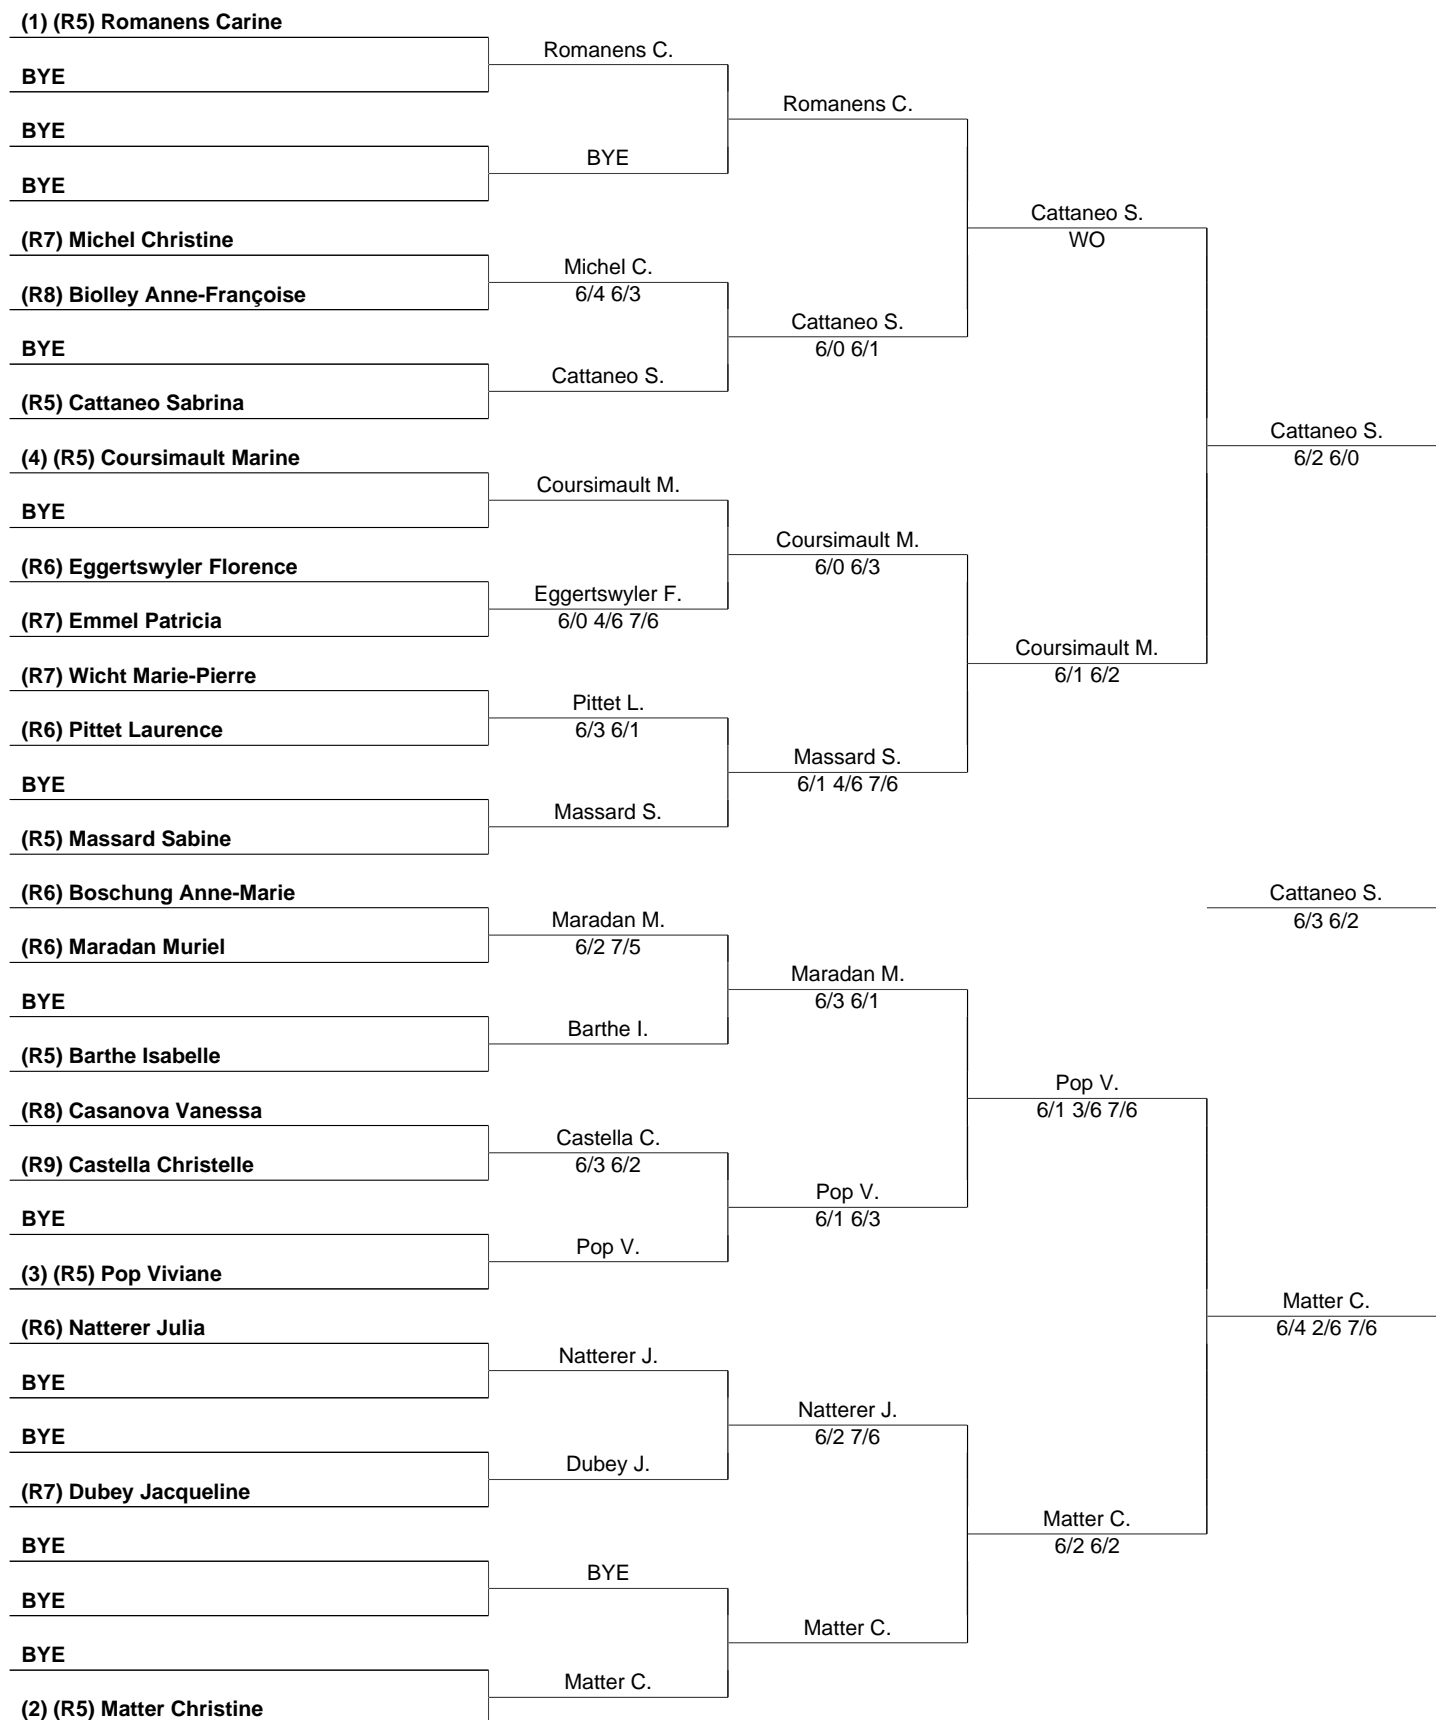 (1) (R5) Romanens Carine
BYE
BYE
BYE
(R7) Michel Christine
(R8) Biolley Anne-Françoise
BYE
(R5) Cattaneo Sabrina
(4) (R5) Coursimault Marine
BYE
(R6) Eggertswyler Florence
(R7) Emmel Patricia
(R7) Wicht Marie-Pierre
(R6) Pittet Laurence
BYE
(R5) Massard Sabine
(R6) Boschung Anne-Marie
(R6) Maradan Muriel
BYE
(R5) Barthe Isabelle
(R8) Casanova Vanessa
(R9) Castella Christelle
BYE
(3) (R5) Pop Viviane
(R6) Natterer Julia
BYE
BYE
(R7) Dubey Jacqueline
BYE
BYE
BYE
(2) (R5) Matter Christine
Romanens C.
BYE
Michel C.
6/4 6/3
Cattaneo S.
Coursimault M.
Eggertswyler F.
6/0 4/6 7/6
Pittet L.
6/3 6/1
Massard S.
Maradan M.
6/2 7/5
Barthe I.
Castella C.
6/3 6/2
Pop V.
Natterer J.
Dubey J.
BYE
Matter C.
Romanens C.
Cattaneo S.
6/0 6/1
Coursimault M.
6/0 6/3
Massard S.
6/1 4/6 7/6
Maradan M.
6/3 6/1
Pop V.
6/1 6/3
Natterer J.
6/2 7/6
Matter C.
Cattaneo S.
WO
Coursimault M.
6/1 6/2
Pop V.
6/1 3/6 7/6
Matter C.
6/2 6/2
Cattaneo S.
6/2 6/0
Cattaneo S.
6/3 6/2
Matter C.
6/4 2/6 7/6